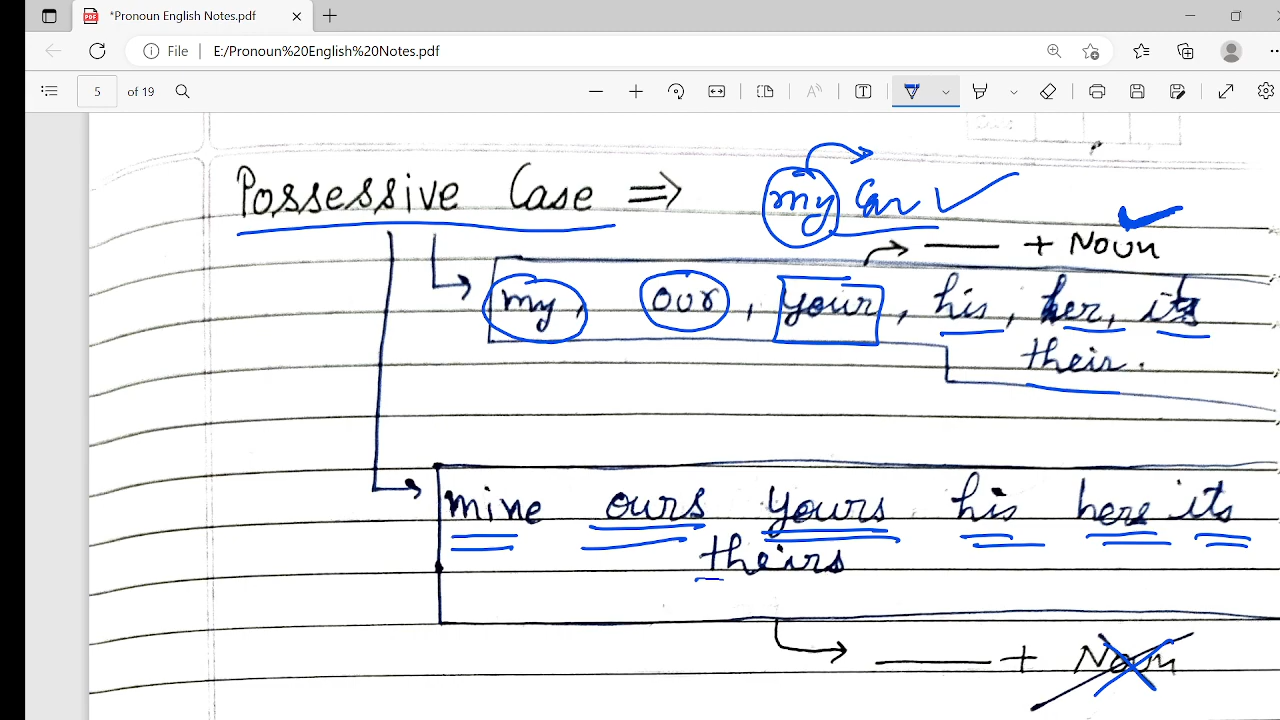 *Pronoun English Notes.pdf
File E:/Pronoun%20English%20Notes.pdf
5 of 19
Possessive Case ⇒ my Car ✓
—— + Noun
my, our, your, his, her, its
their.
mine ours yours his hers its
theirs
—— + Noun